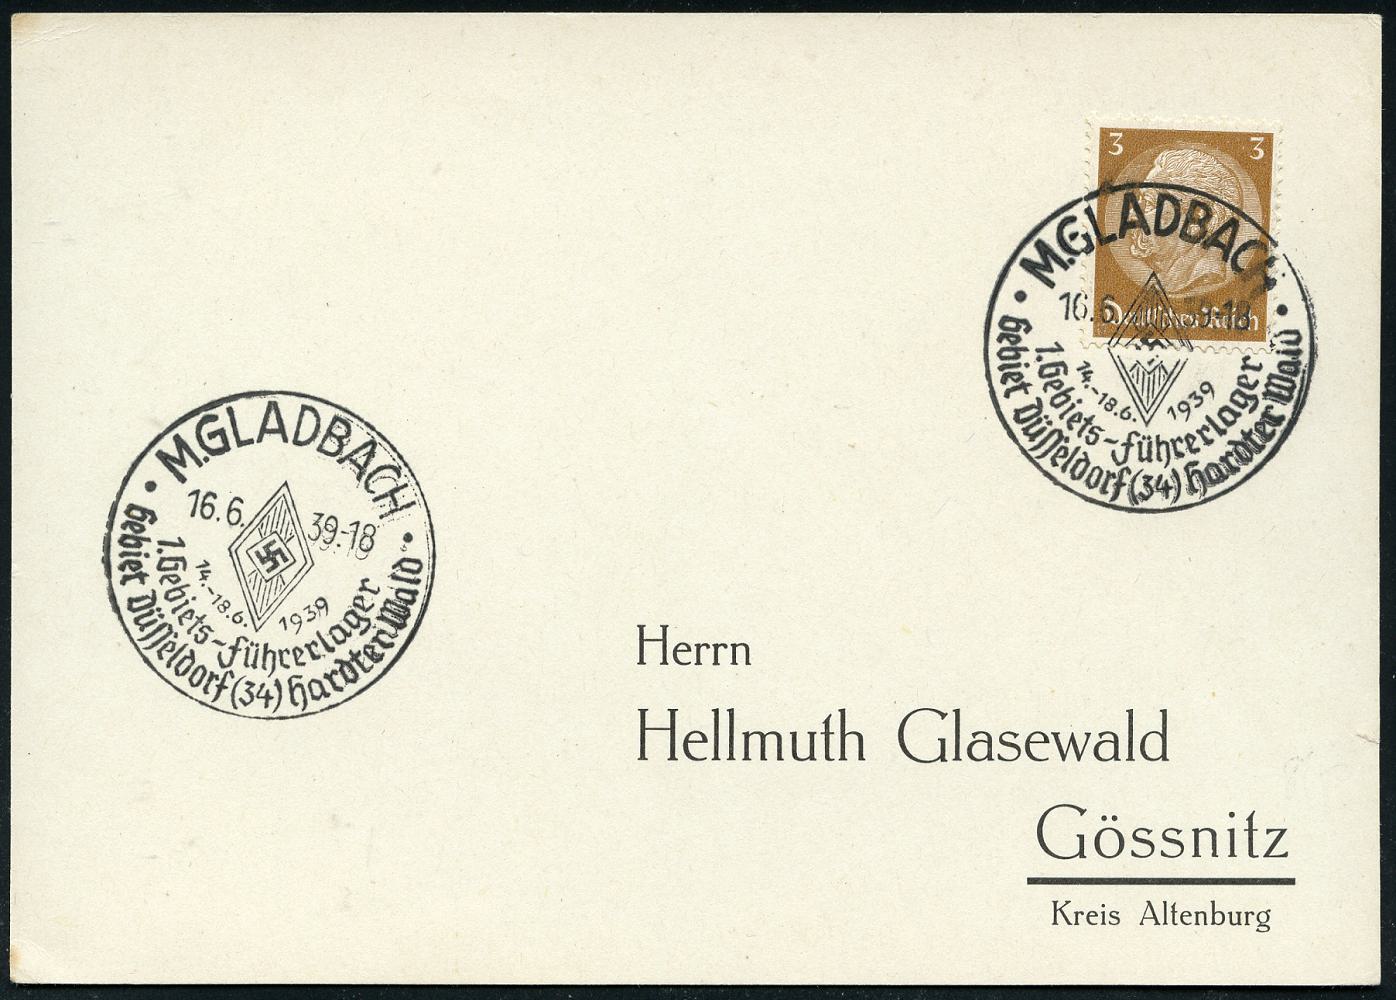 3 3
Deutsches Reich
M.GLADBACH
16.6. 39.-18
14.-18.6. 1939
1.Gebiets-Führerlager
Gebiet Düsseldorf (34) Hardter Wald
M.GLADBACH
16.6. 39.-18
14.-18.6. 1939
1.Gebiets-Führerlager
Gebiet Düsseldorf (34) Hardter Wald
Herrn
Hellmuth Glasewald
Gössnitz
Kreis Altenburg